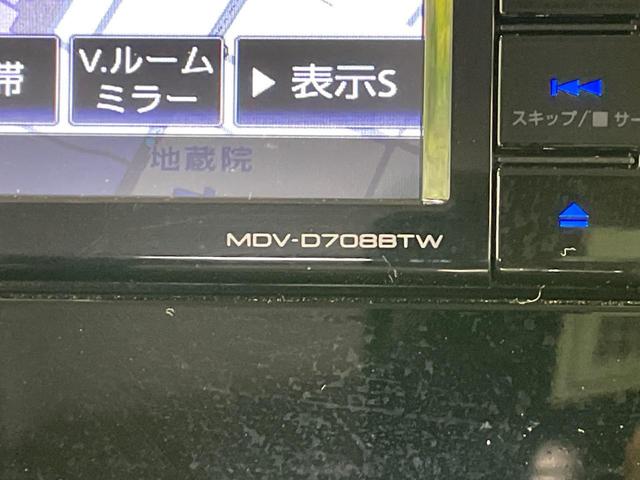 帯
V.ルーム
ミラー
▶ 表示S
スキップ/■ サー
地蔵院
MDV-D708BTW